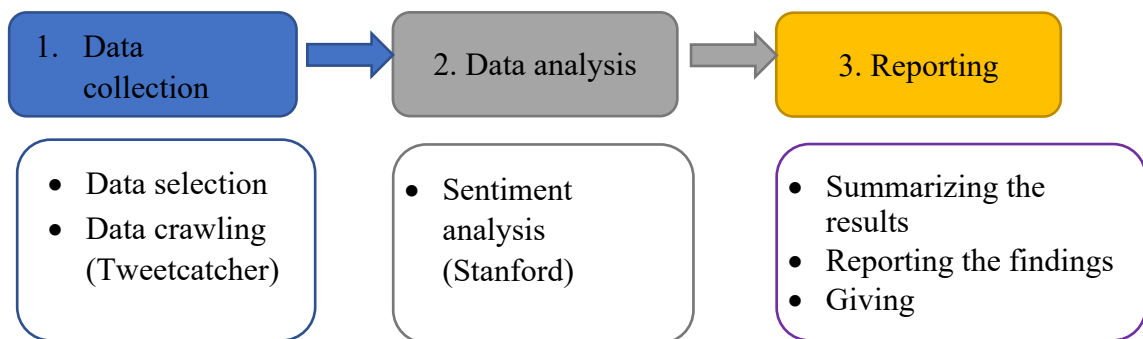 1. Data
collection
2. Data analysis
3. Reporting
• Data selection
• Data crawling
(Tweetcatcher)
• Sentiment
analysis
(Stanford)
• Summarizing the
results
• Reporting the findings
• Giving